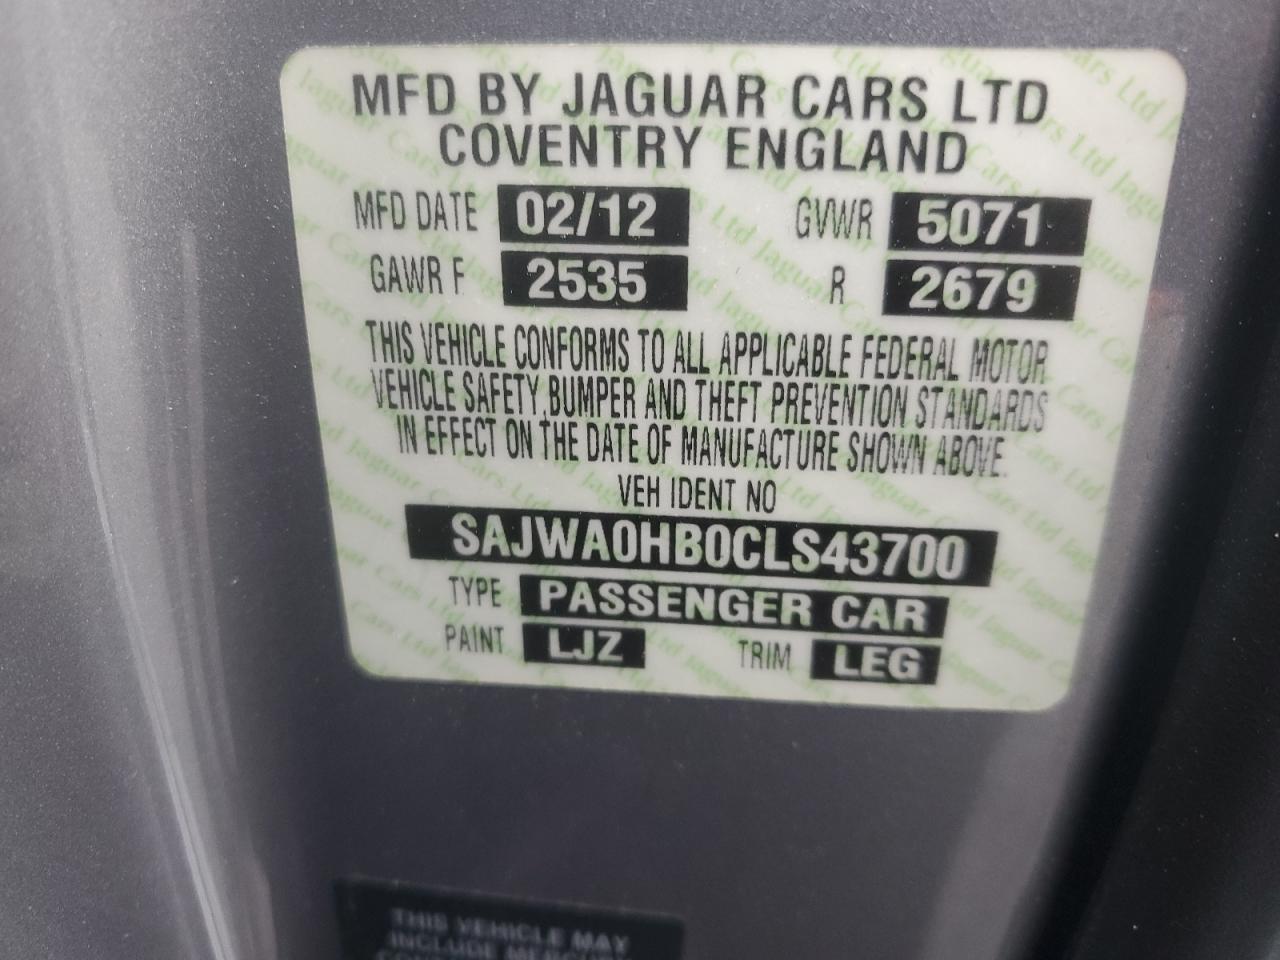 MFD BY JAGUAR CARS LTD
COVENTRY ENGLAND
MFD DATE 02/12 GVWR 5071
GAWR F 2535 R 2679
THIS VEHICLE CONFORMS TO ALL APPLICABLE FEDERAL MOTOR
VEHICLE SAFETY, BUMPER AND THEFT PREVENTION STANDARDS
IN EFFECT ON THE DATE OF MANUFACTURE SHOWN ABOVE.
VEH IDENT NO
SAJWA0HB0CLS43700
TYPE PASSENGER CAR
PAINT LJZ TRIM LEG
THIS VEHICLE MAY
INCLUDE